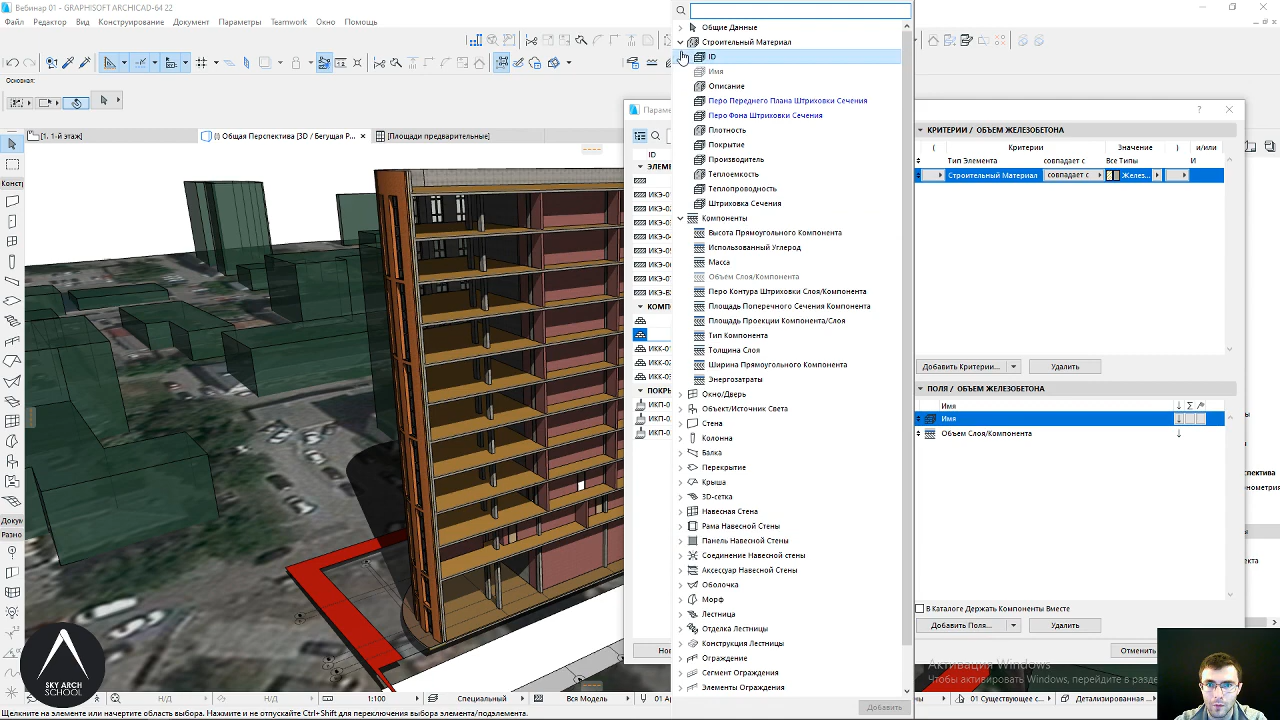 Вебинар 01 - GRAPHISOFT ARCHICAD-64 22
Файл Редактор Вид Конструирование Документ Параметры Teamwork Окно Помощь
Основная:
[1. 1-й этаж]
(!) Общая Перспектива [3D / Бегущая Р...
[Площади предварительные]
Общие Данные
Строительный Материал
ID
Имя
Описание
Перо Переднего Плана Штриховки Сечения
Перо Фона Штриховки Сечения
Плотность
Покрытие
Производитель
Теплоемкость
Теплопроводность
Штриховка Сечения
Компоненты
Высота Прямоугольного Компонента
Использованный Углерод
Масса
Объем Слоя/Компонента
Перо Контура Штриховки Слоя/Компонента
Площадь Поперечного Сечения Компонента
Площадь Проекции Компонента/Слоя
Тип Компонента
Толщина Слоя
Ширина Прямоугольного Компонента
Энергозатраты
Окно/Дверь
Объект/Источник Света
Стена
Колонна
Балка
Перекрытие
Крыша
3D-сетка
Навесная Стена
Рама Навесной Стены
Панель Навесной Стены
Соединение Навесной стены
Аксессуар Навесной Стены
Оболочка
Морф
Лестница
Отделка Лестницы
Конструкция Лестницы
Ограждение
Сегмент Ограждения
Элементы Ограждения
Добавить
ID
ИКК-01
ИКК-02
КРИТЕРИИ / ОБЪЕМ ЖЕЛЕЗОБЕТОНА
( Критерии Значение ) и/или
Тип Элемента совпадает с Все Типы И
Строительный Материал совпадает с Желез...
Добавить Критерии... Удалить
ПОЛЯ / ОБЪЕМ ЖЕЛЕЗОБЕТОНА
Имя
Имя
Объем Слоя/Компонента
В Каталоге Держать Компоненты Вместе
Добавить Поля... Удалить
Отменить
Активация Windows
Чтобы активировать Windows, перейдите в разде
SCHOOL
Н/Д Н/Д 1:100 Специальный Вся Модель 01 Существующее с... Детализированная ...
Щелкните на элементе или начертите область выбора. Нажмите и не отпускайте Ctrl+Shift для переключения выбора элемента/подэлемента.